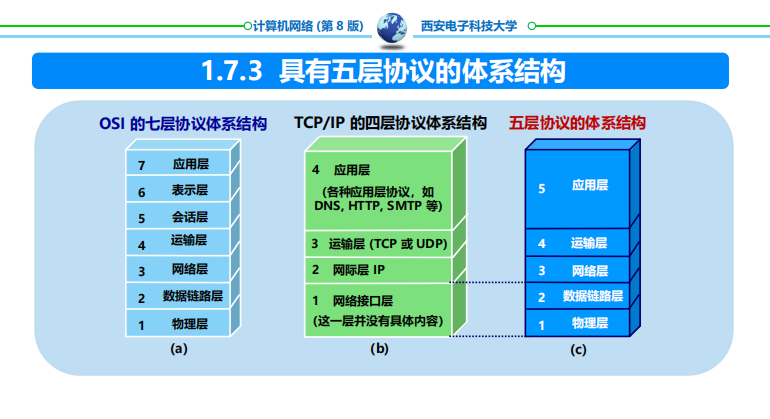 计算机网络 (第 8 版)
西安电子科技大学
1.7.3 具有五层协议的体系结构
OSI 的七层协议体系结构
7 应用层
6 表示层
5 会话层
4 运输层
3 网络层
2 数据链路层
1 物理层
(a)
TCP/IP 的四层协议体系结构
4 应用层
(各种应用层协议，如
DNS, HTTP, SMTP 等)
3 运输层 (TCP 或 UDP)
2 网际层 IP
1 网络接口层
(这一层并没有具体内容)
(b)
五层协议的体系结构
5 应用层
4 运输层
3 网络层
2 数据链路层
1 物理层
(c)